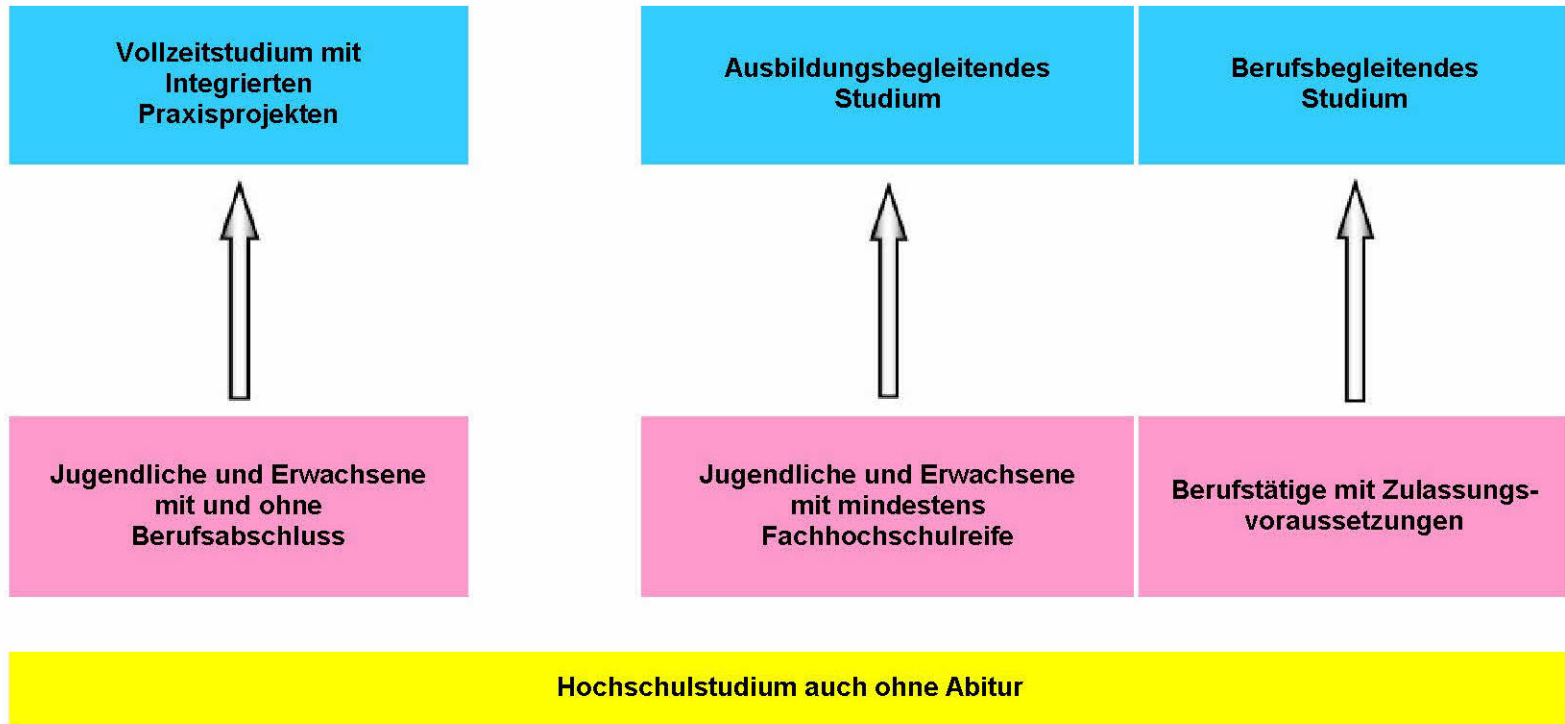 Vollzeitstudium mit
Integrierten
Praxisprojekten
Ausbildungsbegleitendes
Studium
Berufsbegleitendes
Studium
Jugendliche und Erwachsene
mit und ohne
Berufsabschluss
Jugendliche und Erwachsene
mit mindestens
Fachhochschulreife
Berufstätige mit Zulassungs-
voraussetzungen
Hochschulstudium auch ohne Abitur